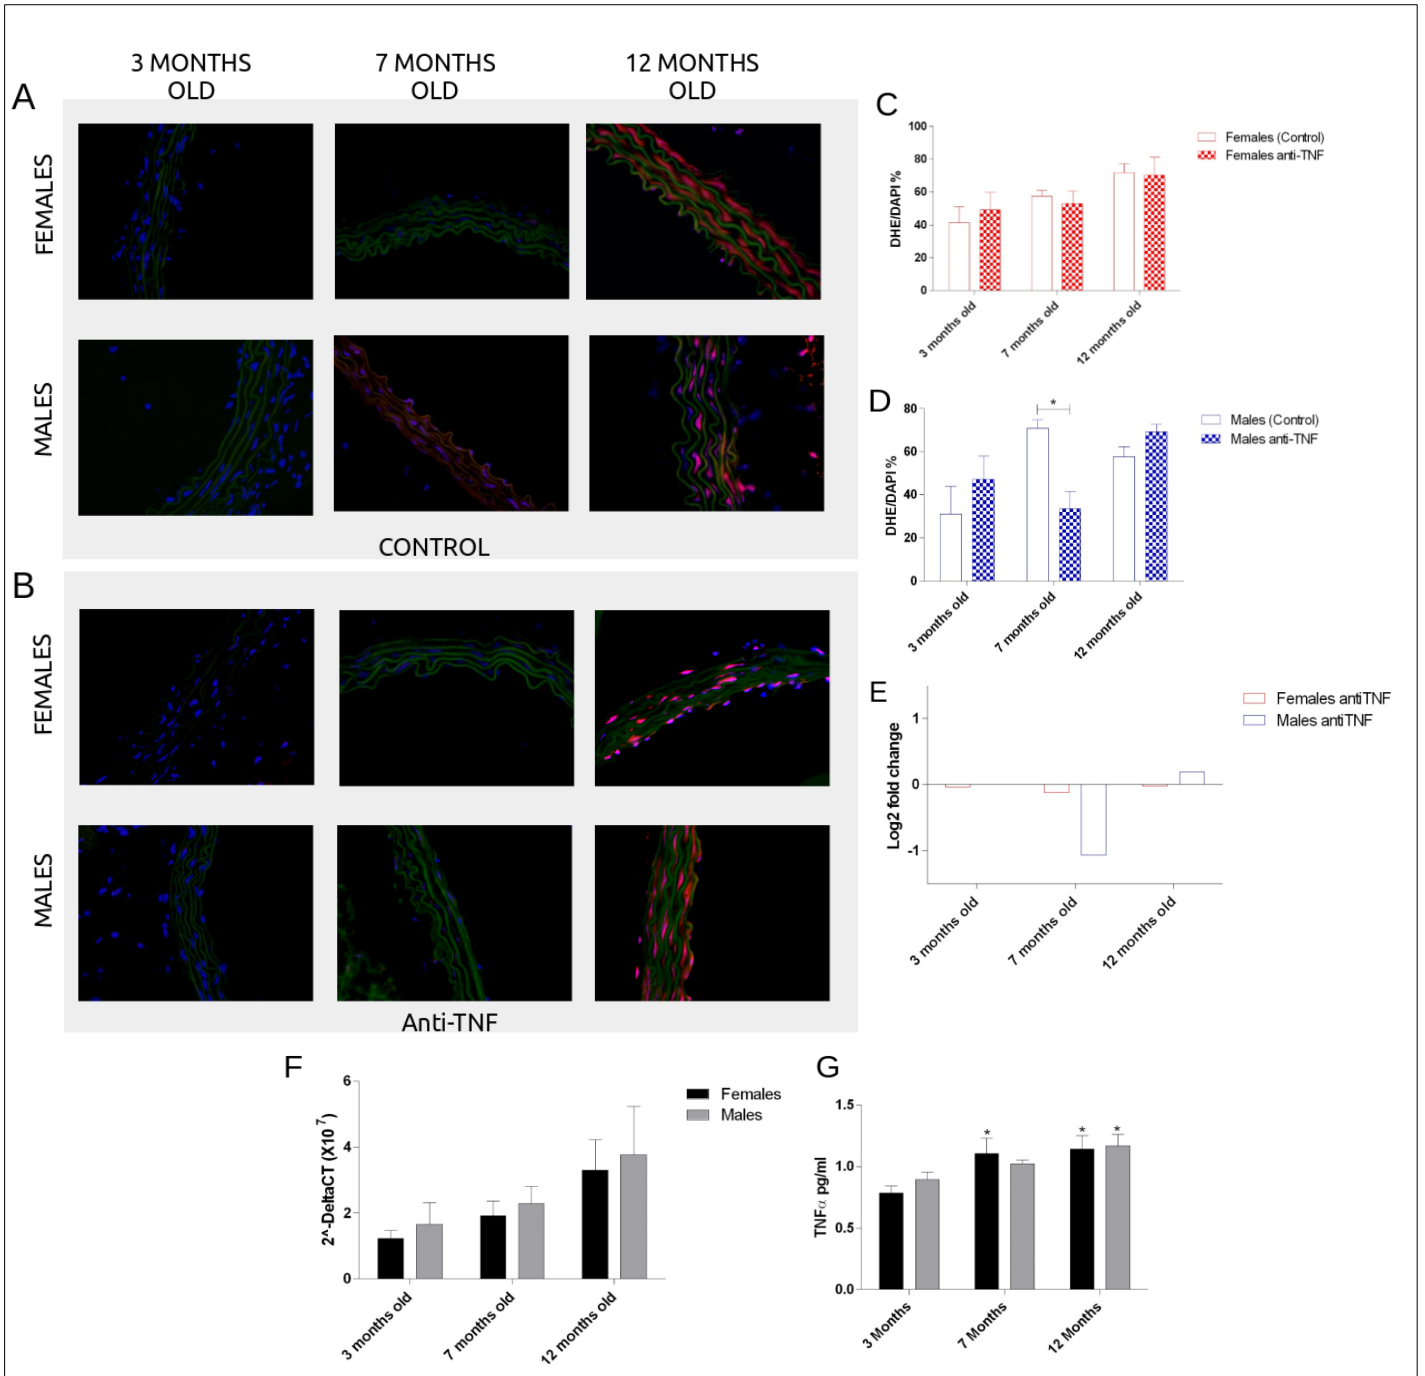 3 MONTHS
OLD
7 MONTHS
OLD
12 MONTHS
OLD
A
FEMALES
MALES
CONTROL
B
FEMALES
MALES
Anti-TNF
C
100
80
60
40
20
0
DHE/DAPI %
3 months old
7 months old
12 monrths old
Females (Control)
Females anti-TNF
D
80
60
40
20
0
DHE/DAPI %
*
3 months old
7 months old
12 monrths old
Males (Control)
Males anti-TNF
E
1
0
-1
Log2 fold change
3 months old
7 months old
12 months old
Females antiTNF
Males antiTNF
F
6
4
2
0
2^-DeltaCT (X10 7)
3 months old
7 months old
12 months old
Females
Males
G
1.5
1.0
0.5
0.0
TNFα pg/ml
* * *
3 Months
7 Months
12 Months